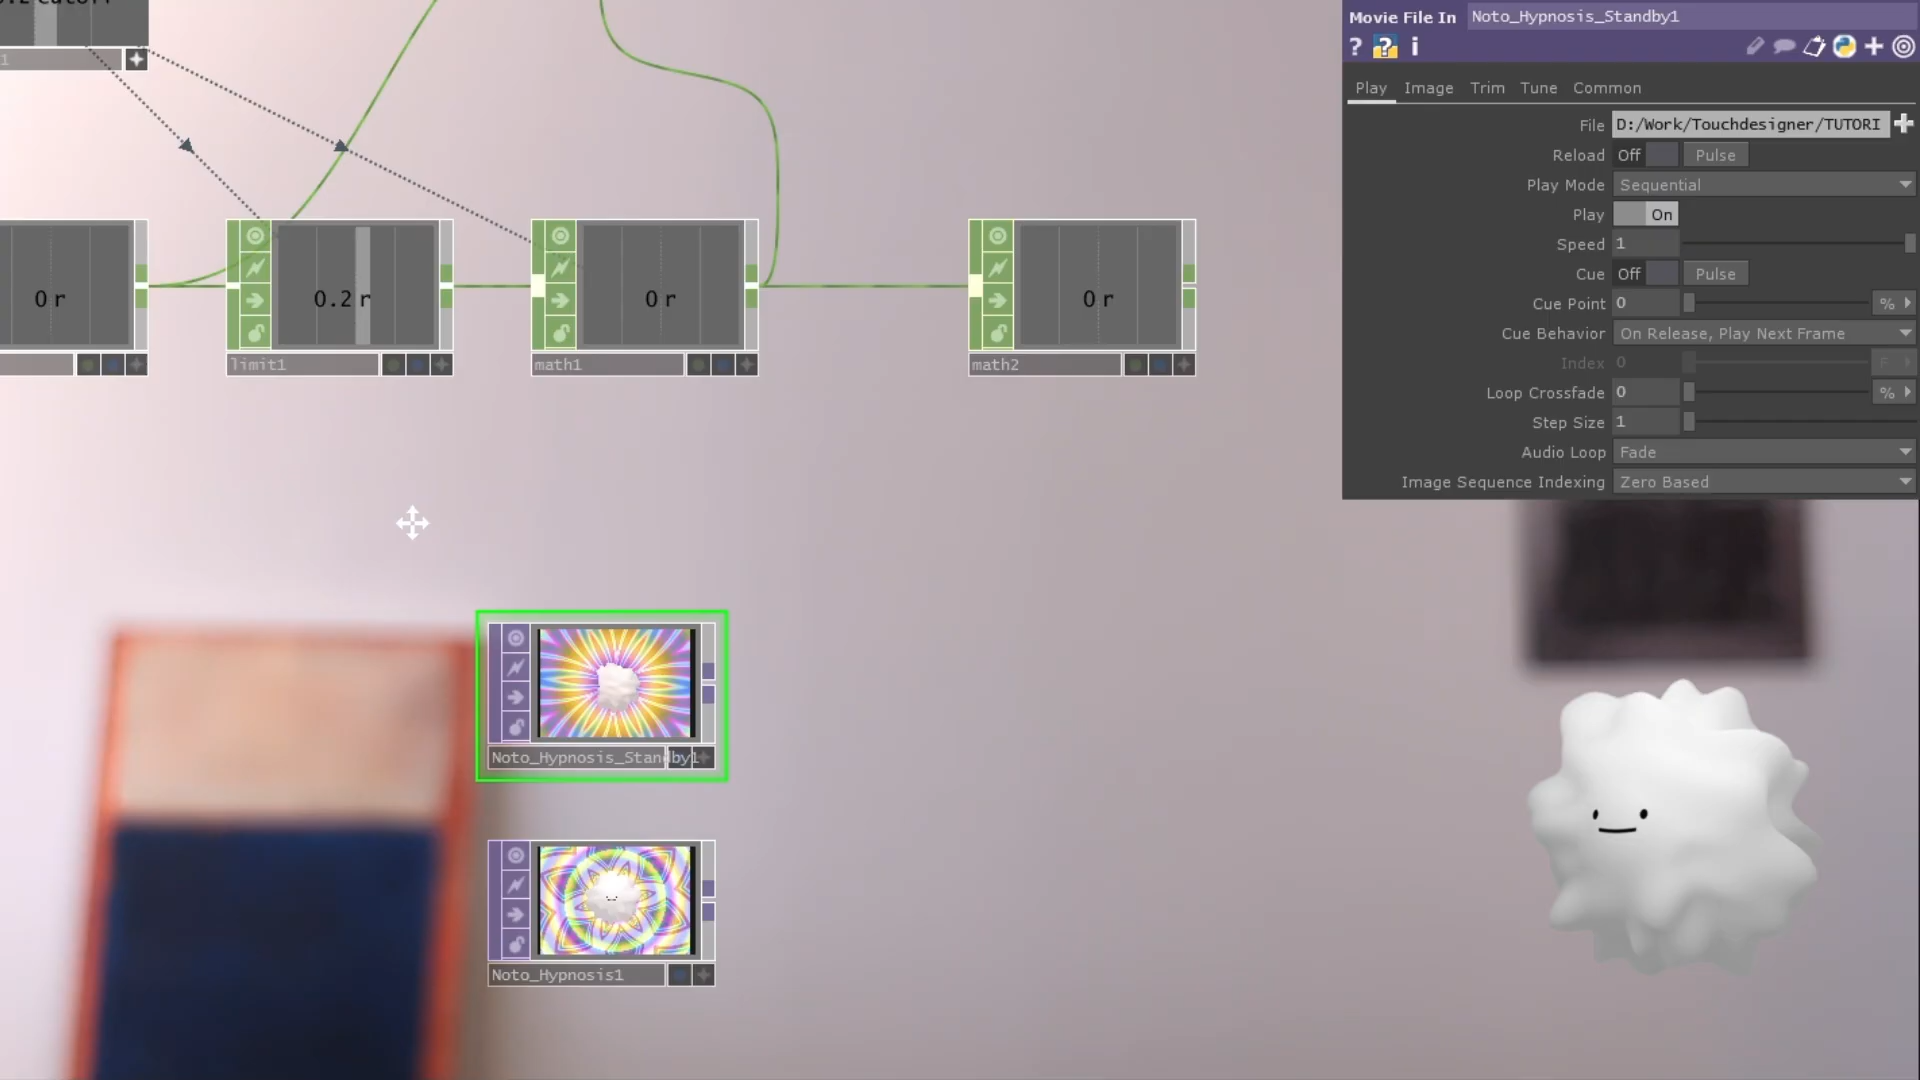 Movie File In Noto_Hypnosis_Standby1
? ? i
Play Image Trim Tune Common
File D:/Work/Touchdesigner/TUTORI
Reload Off Pulse
Play Mode Sequential
Play On
Speed 1
Cue Off Pulse
Cue Point 0 %
Cue Behavior On Release, Play Next Frame
Index 0 F
Loop Crossfade 0 %
Step Size 1
Audio Loop Fade
Image Sequence Indexing Zero Based
1
0 r
0.2 r
limit1
0 r
math1
0 r
math2
Noto_Hypnosis_Standby1
Noto_Hypnosis1